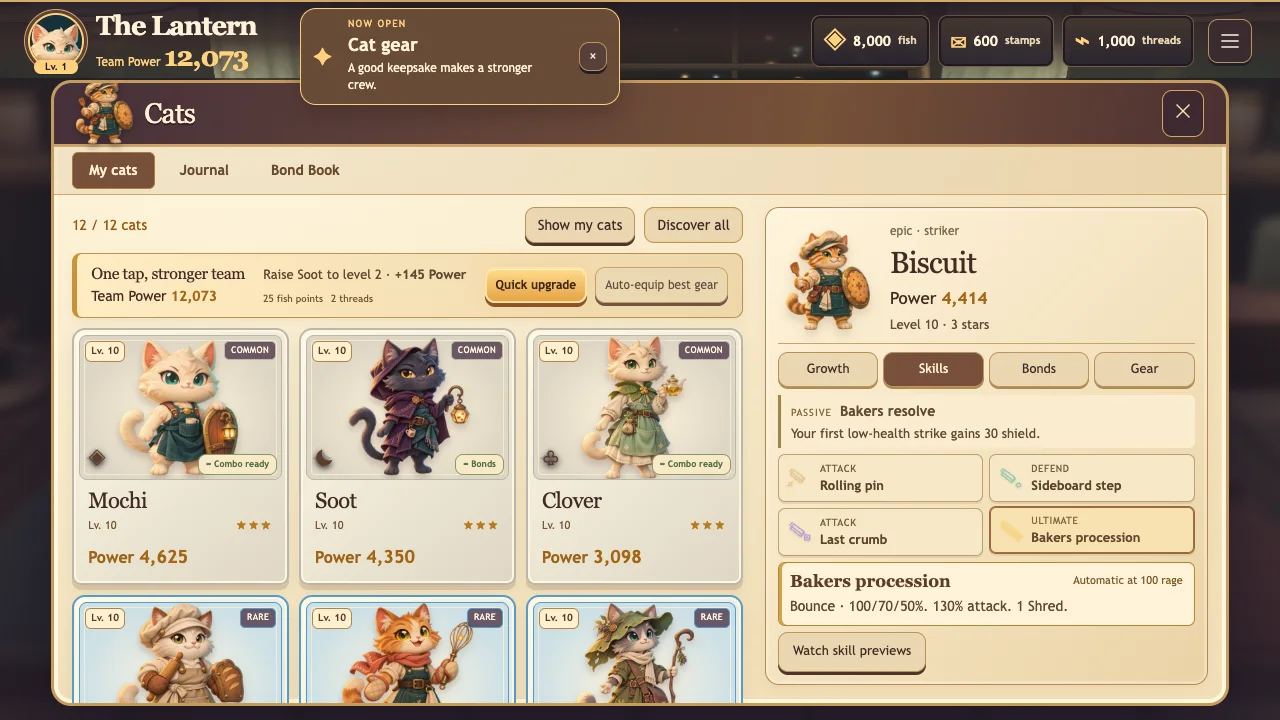 The Lantern
Team Power 12,073
Lv. 1
NOW OPEN
Cat gear
A good keepsake makes a stronger
crew.
×
8,000 fish
600 stamps
1,000 threads
Cats
My cats
Journal
Bond Book
12 / 12 cats
Show my cats
Discover all
One tap, stronger team
Team Power 12,073
Raise Soot to level 2 · +145 Power
25 fish points 2 threads
Quick upgrade
Auto-equip best gear
Lv. 10
COMMON
Combo ready
Mochi
Lv. 10
Power 4,625
Lv. 10
COMMON
Bonds
Soot
Lv. 10
Power 4,350
Lv. 10
COMMON
Combo ready
Clover
Lv. 10
Power 3,098
Lv. 10
RARE
Lv. 10
RARE
Lv. 10
RARE
epic · striker
Biscuit
Power 4,414
Level 10 · 3 stars
Growth
Skills
Bonds
Gear
PASSIVE Bakers resolve
Your first low-health strike gains 30 shield.
ATTACK
Rolling pin
DEFEND
Sideboard step
ATTACK
Last crumb
ULTIMATE
Bakers procession
Bakers procession
Automatic at 100 rage
Bounce · 100/70/50%. 130% attack. 1 Shred.
Watch skill previews